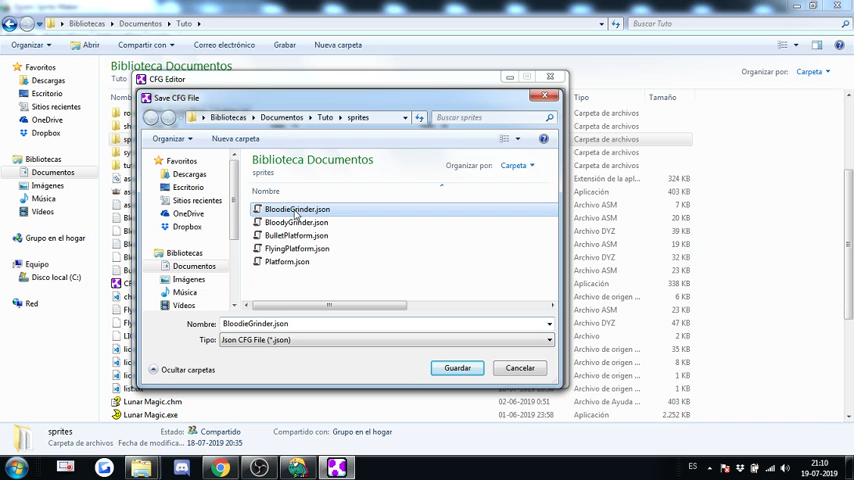 Bibliotecas Documentos Tuto
Buscar Tuto
Organizar Abrir Compartir con Correo electrónico Grabar Nueva carpeta
Favoritos
Descargas
Escritorio
Sitios recientes
OneDrive
Dropbox
Bibliotecas
Documentos
Imágenes
Música
Vídeos
Grupo en el hogar
Equipo
Disco local (C:)
Red
Biblioteca Documentos
Tuto
Organizar por: Carpeta
Tipo Tamaño
Carpeta de archivos
Carpeta de archivos
Carpeta de archivos
Carpeta de archivos
Carpeta de archivos
Extensión de la apl... 324 KB
Aplicación 403 KB
Archivo ASM 7 KB
Archivo DYZ 39 KB
Archivo ASM 20 KB
Archivo DYZ 31 KB
Archivo ASM 19 KB
Aplicación 338 KB
Archivo de origen ... 6 KB
Archivo ASM 23 KB
Archivo DYZ 47 KB
Archivo de origen ... 35 KB
Archivo de origen ... 8 KB
Archivo de origen ... 1 KB
Archivo de origen ... 1 KB
Lunar Magic.chm 02-06-2019 0:51 Archivo de Ayuda ... 714 KB
Lunar Magic.exe 01-06-2019 23:58 Aplicación 2.252 KB
CFG Editor
Save CFG File
Bibliotecas Documentos Tuto sprites
Buscar sprites
Organizar Nueva carpeta
Favoritos
Descargas
Escritorio
Sitios recientes
OneDrive
Dropbox
Bibliotecas
Documentos
Imágenes
Música
Vídeos
Biblioteca Documentos
sprites
Organizar por: Carpeta
Nombre
BloodieGrinder.json
BloodyGrinder.json
BulletPlatform.json
FlyingPlatform.json
Platform.json
Nombre: BloodieGrinder.json
Tipo: Json CFG File (*.json)
Ocultar carpetas
Guardar Cancelar
sprites Estado: Compartido Compartido con: Grupo en el hogar
Carpeta de archivos Fecha de modifica... 18-07-2019 20:35
ES
21:10
19-07-2019